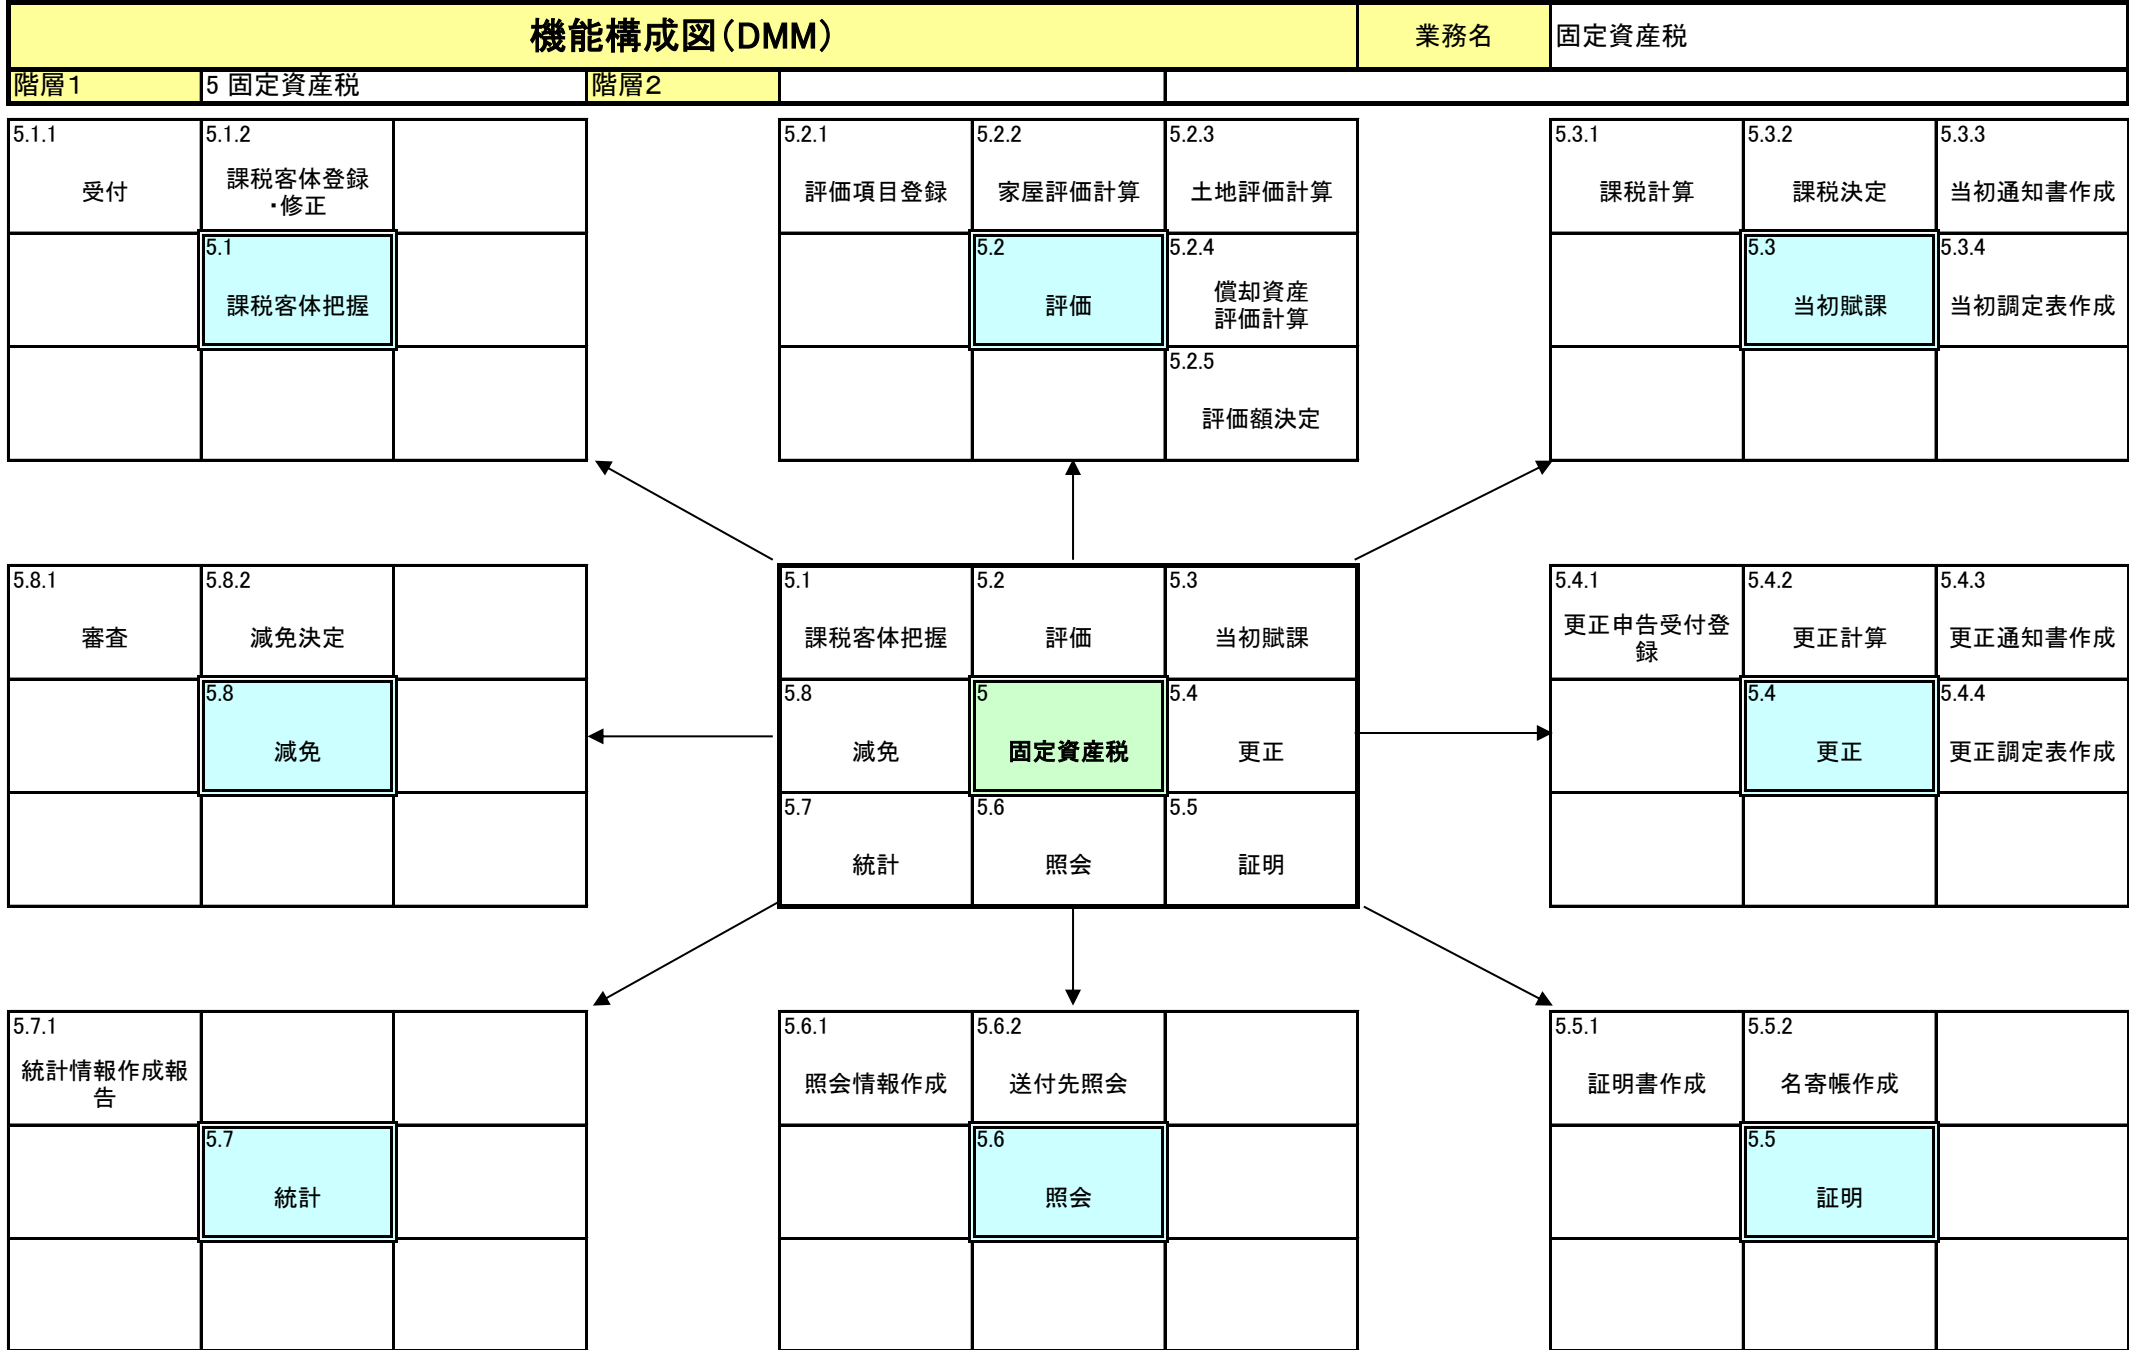 機能構成図(DMM)
業務名
固定資産税
階層1
5 固定資産税
階層2
5.1.1
受付
5.1.2
課税客体登録
・修正
5.1
課税客体把握
5.2.1
評価項目登録
5.2.2
家屋評価計算
5.2.3
土地評価計算
5.2
評価
5.2.4
償却資産
評価計算
5.2.5
評価額決定
5.3.1
課税計算
5.3.2
課税決定
5.3.3
当初通知書作成
5.3
当初賦課
5.3.4
当初調定表作成
5.8.1
審査
5.8.2
減免決定
5.8
減免
5.1
課税客体把握
5.2
評価
5.3
当初賦課
5.8
減免
5
固定資産税
5.4
更正
5.7
統計
5.6
照会
5.5
証明
5.4.1
更正申告受付登
録
5.4.2
更正計算
5.4.3
更正通知書作成
5.4
更正
5.4.4
更正調定表作成
5.7.1
統計情報作成報
告
5.7
統計
5.6.1
照会情報作成
5.6.2
送付先照会
5.6
照会
5.5.1
証明書作成
5.5.2
名寄帳作成
5.5
証明